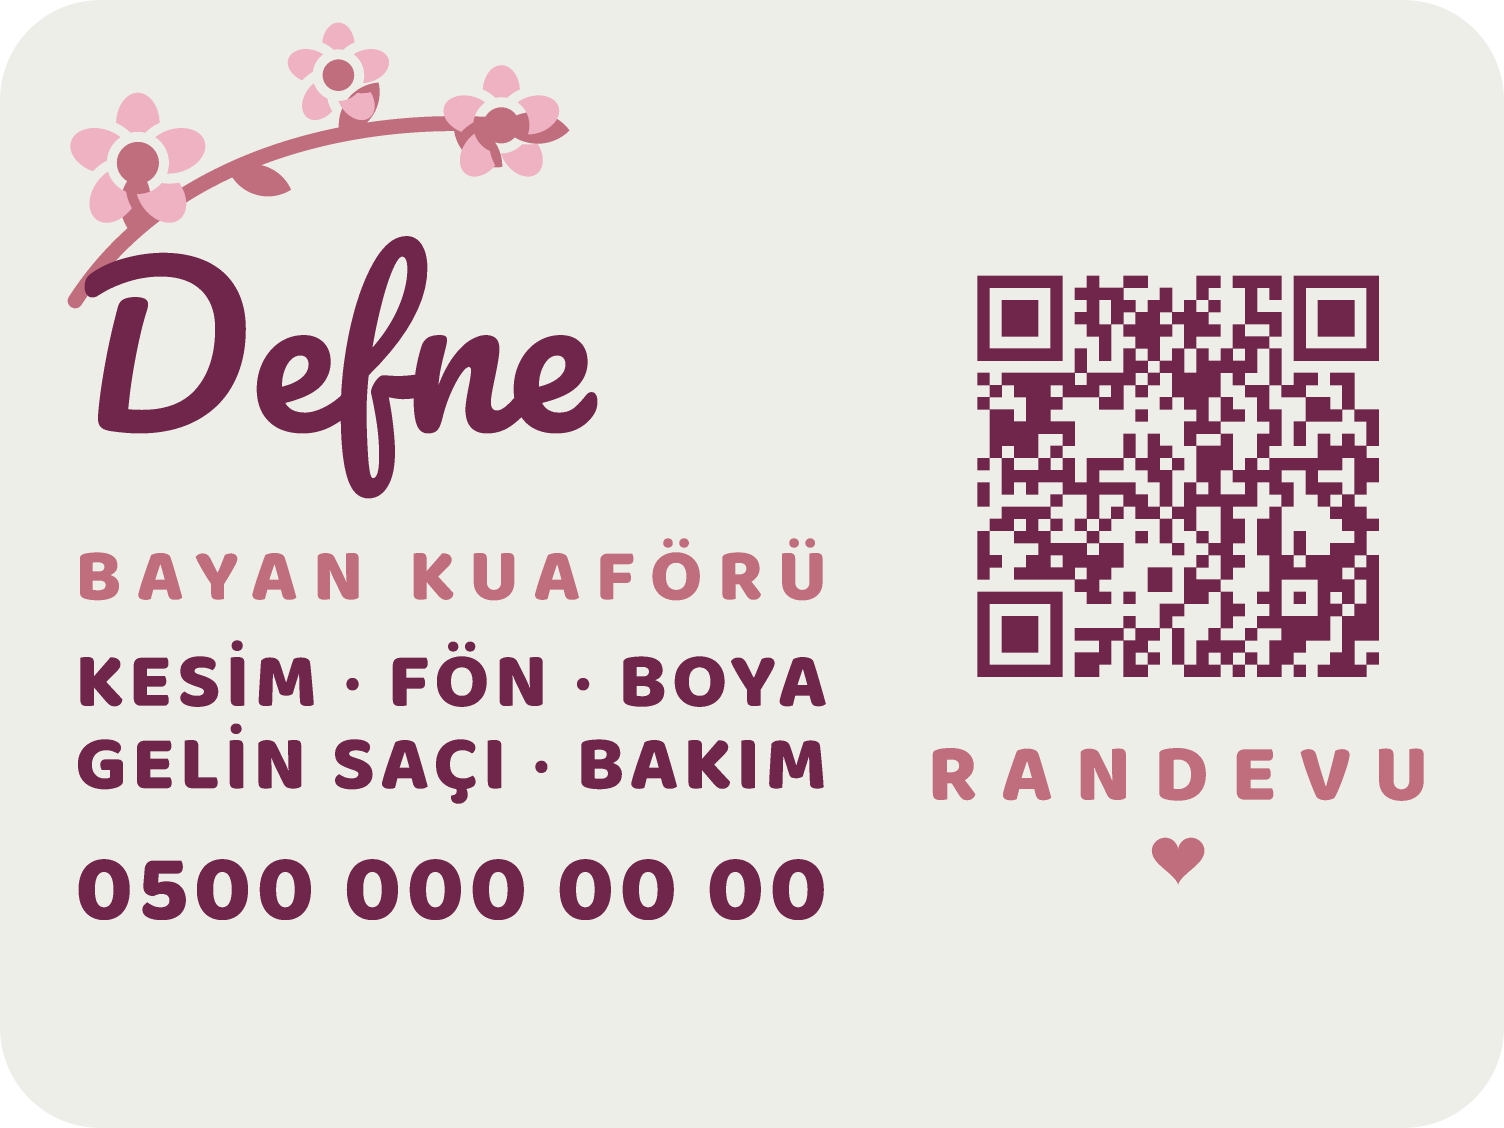 Defne
BAYAN KUAFÖRÜ
KESİM · FÖN · BOYA
GELİN SAÇI · BAKIM
0500 000 00 00
RANDEVU